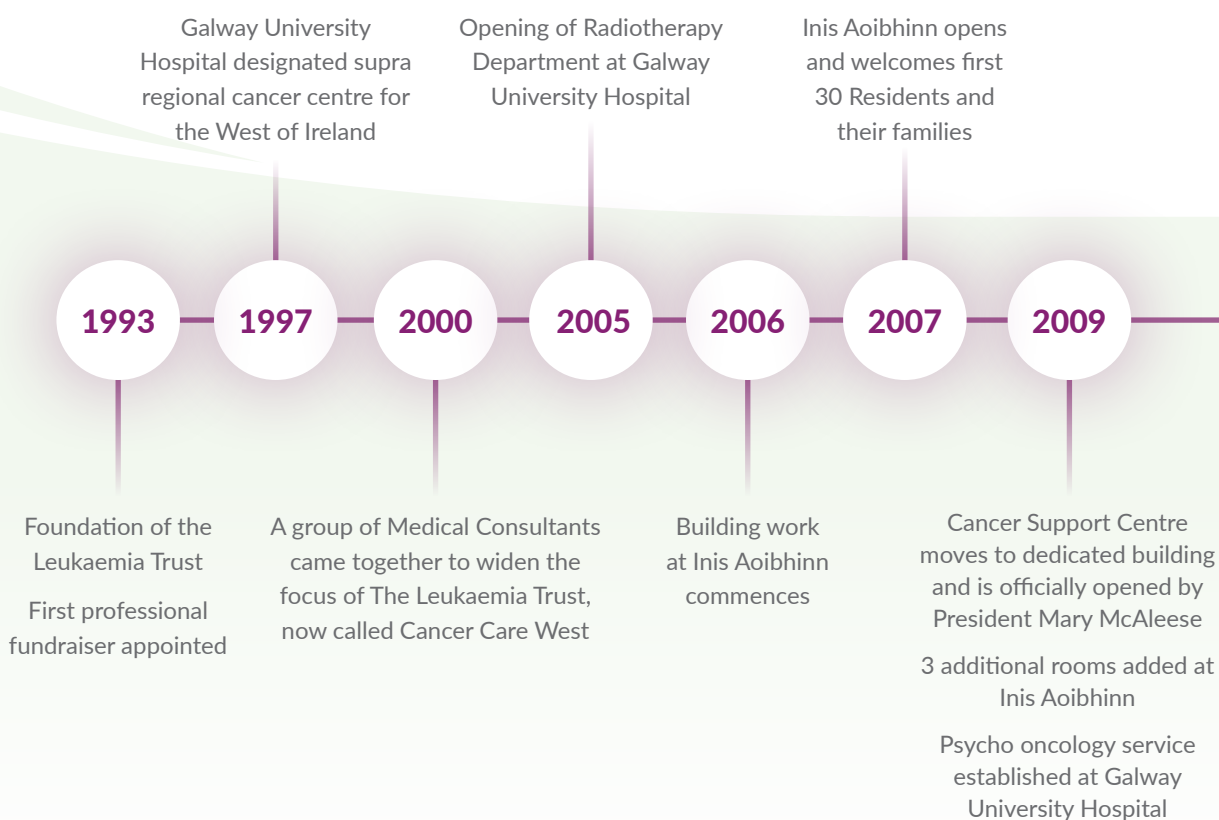 Galway University
Hospital designated supra
regional cancer centre for
the West of Ireland
Opening of Radiotherapy
Department at Galway
University Hospital
Inis Aoibhinn opens
and welcomes first
30 Residents and
their families
1993
1997
2000
2005
2006
2007
2009
Foundation of the
Leukaemia Trust
First professional
fundraiser appointed
A group of Medical Consultants
came together to widen the
focus of The Leukaemia Trust,
now called Cancer Care West
Building work
at Inis Aoibhinn
commences
Cancer Support Centre
moves to dedicated building
and is officially opened by
President Mary McAleese
3 additional rooms added at
Inis Aoibhinn
Psycho oncology service
established at Galway
University Hospital